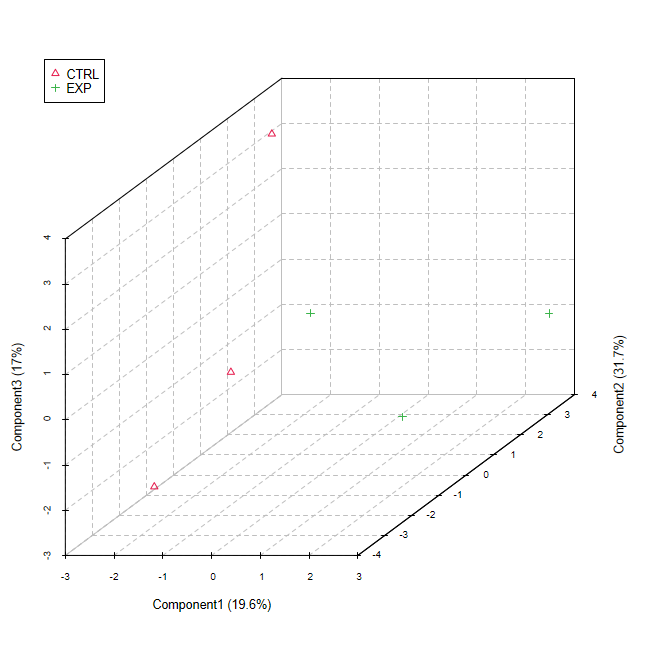 CTRL
EXP
4
3
2
1
0
-1
-2
-3
Component3 (17%)
-3 -2 -1 0 1 2 3
Component1 (19.6%)
4
3
2
1
0
-1
-2
-3
-4
Component2 (31.7%)